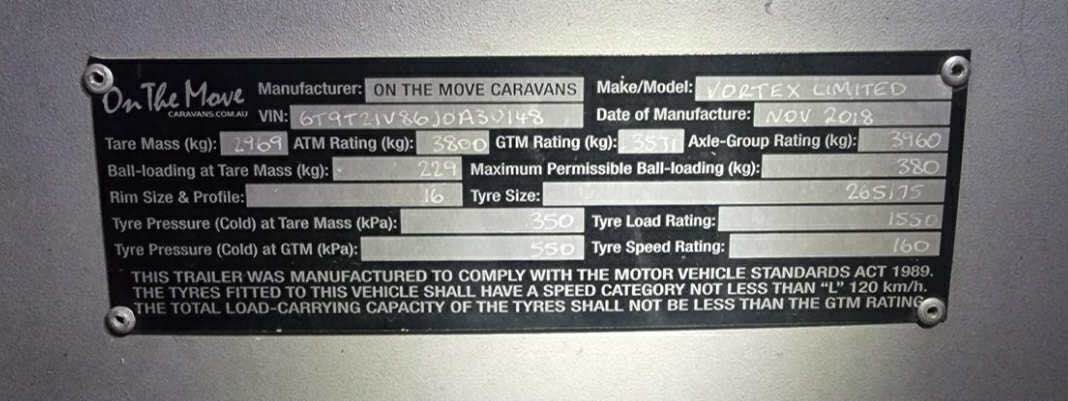 On The Move
CARAVANS.COM.AU
Manufacturer: ON THE MOVE CARAVANS Make/Model: VORTEX LIMITED
VIN: 6T9T21V86J0A3U148 Date of Manufacture: NOV 2018
Tare Mass (kg): 2969 ATM Rating (kg): 3800 GTM Rating (kg): 3571 Axle-Group Rating (kg): 3960
Ball-loading at Tare Mass (kg): 229 Maximum Permissible Ball-loading (kg): 380
Rim Size & Profile: 16 Tyre Size: 265/75
Tyre Pressure (Cold) at Tare Mass (kPa): 350 Tyre Load Rating: 1550
Tyre Pressure (Cold) at GTM (kPa): 550 Tyre Speed Rating: 160
THIS TRAILER WAS MANUFACTURED TO COMPLY WITH THE MOTOR VEHICLE STANDARDS ACT 1989.
THE TYRES FITTED TO THIS VEHICLE SHALL HAVE A SPEED CATEGORY NOT LESS THAN “L” 120 km/h.
THE TOTAL LOAD-CARRYING CAPACITY OF THE TYRES SHALL NOT BE LESS THAN THE GTM RATING